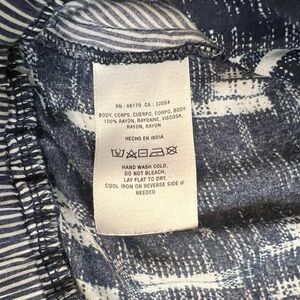 RN : 66170 CA : 32054
BODY, CORPS, CUERPO, CORPO, BODY
100% RAYON, RAYONNE, VISCOSA,
RAYON, RAYON
HECHO EN INDIA
HAND WASH COLD.
DO NOT BLEACH.
LAY FLAT TO DRY.
COOL IRON ON REVERSE SIDE IF
NEEDED